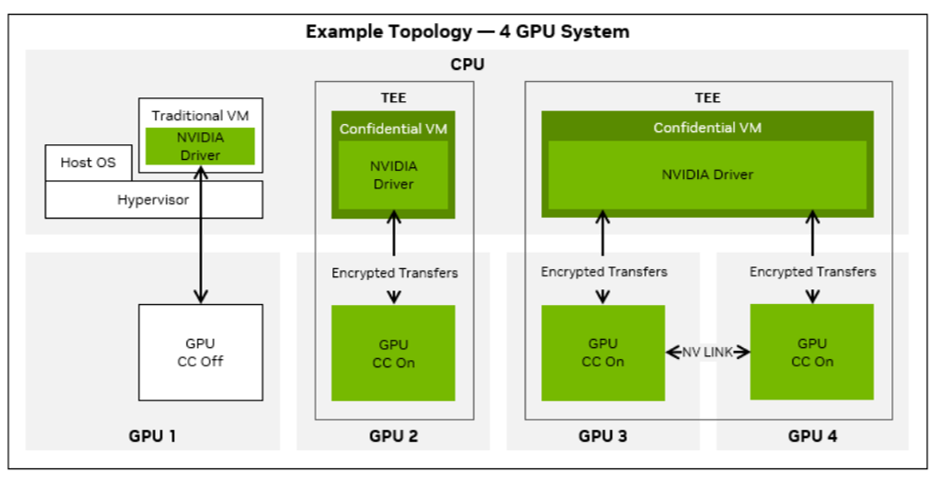 Example Topology — 4 GPU System
CPU
TEE
TEE
Traditional VM
NVIDIA
Driver
Host OS
Hypervisor
Confidential VM
NVIDIA
Driver
Confidential VM
NVIDIA Driver
Encrypted Transfers
Encrypted Transfers
Encrypted Transfers
GPU
CC Off
GPU
CC On
GPU
CC On
NV LINK
GPU
CC On
GPU 1
GPU 2
GPU 3
GPU 4